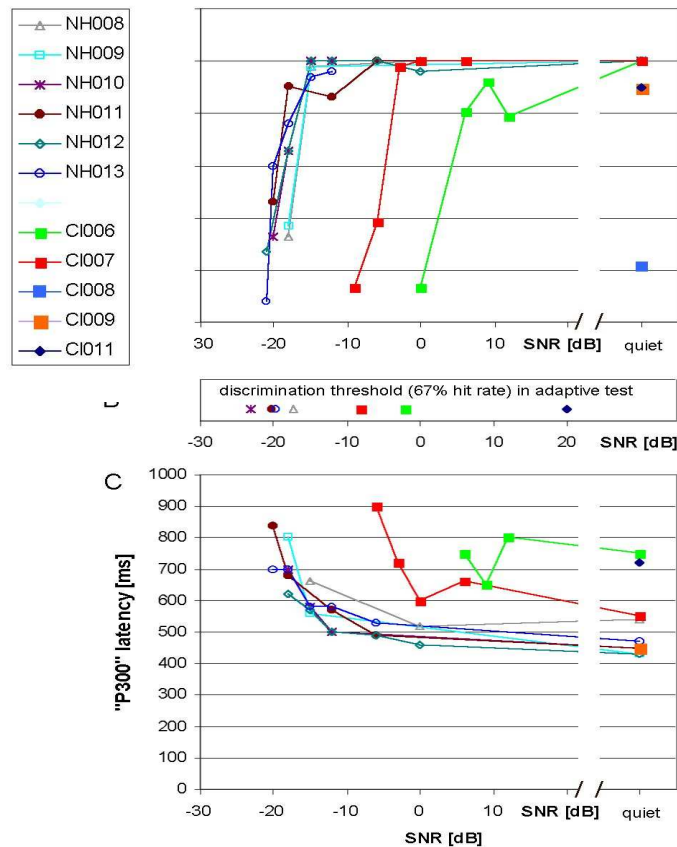 NH008
NH009
NH010
NH011
NH012
NH013
CI006
CI007
CI008
CI009
CI011
30 -20 -10 0 SNR [dB] quiet
discrimination threshold (67% hit rate) in adaptive test
-30 -20 -10 0 10 20 SNR [dB]
C
"P300" latency [ms]
1000
900
800
700
600
500
400
300
200
100
0
-30 -20 -10 0 10 SNR [dB] quiet
SNR [dB]